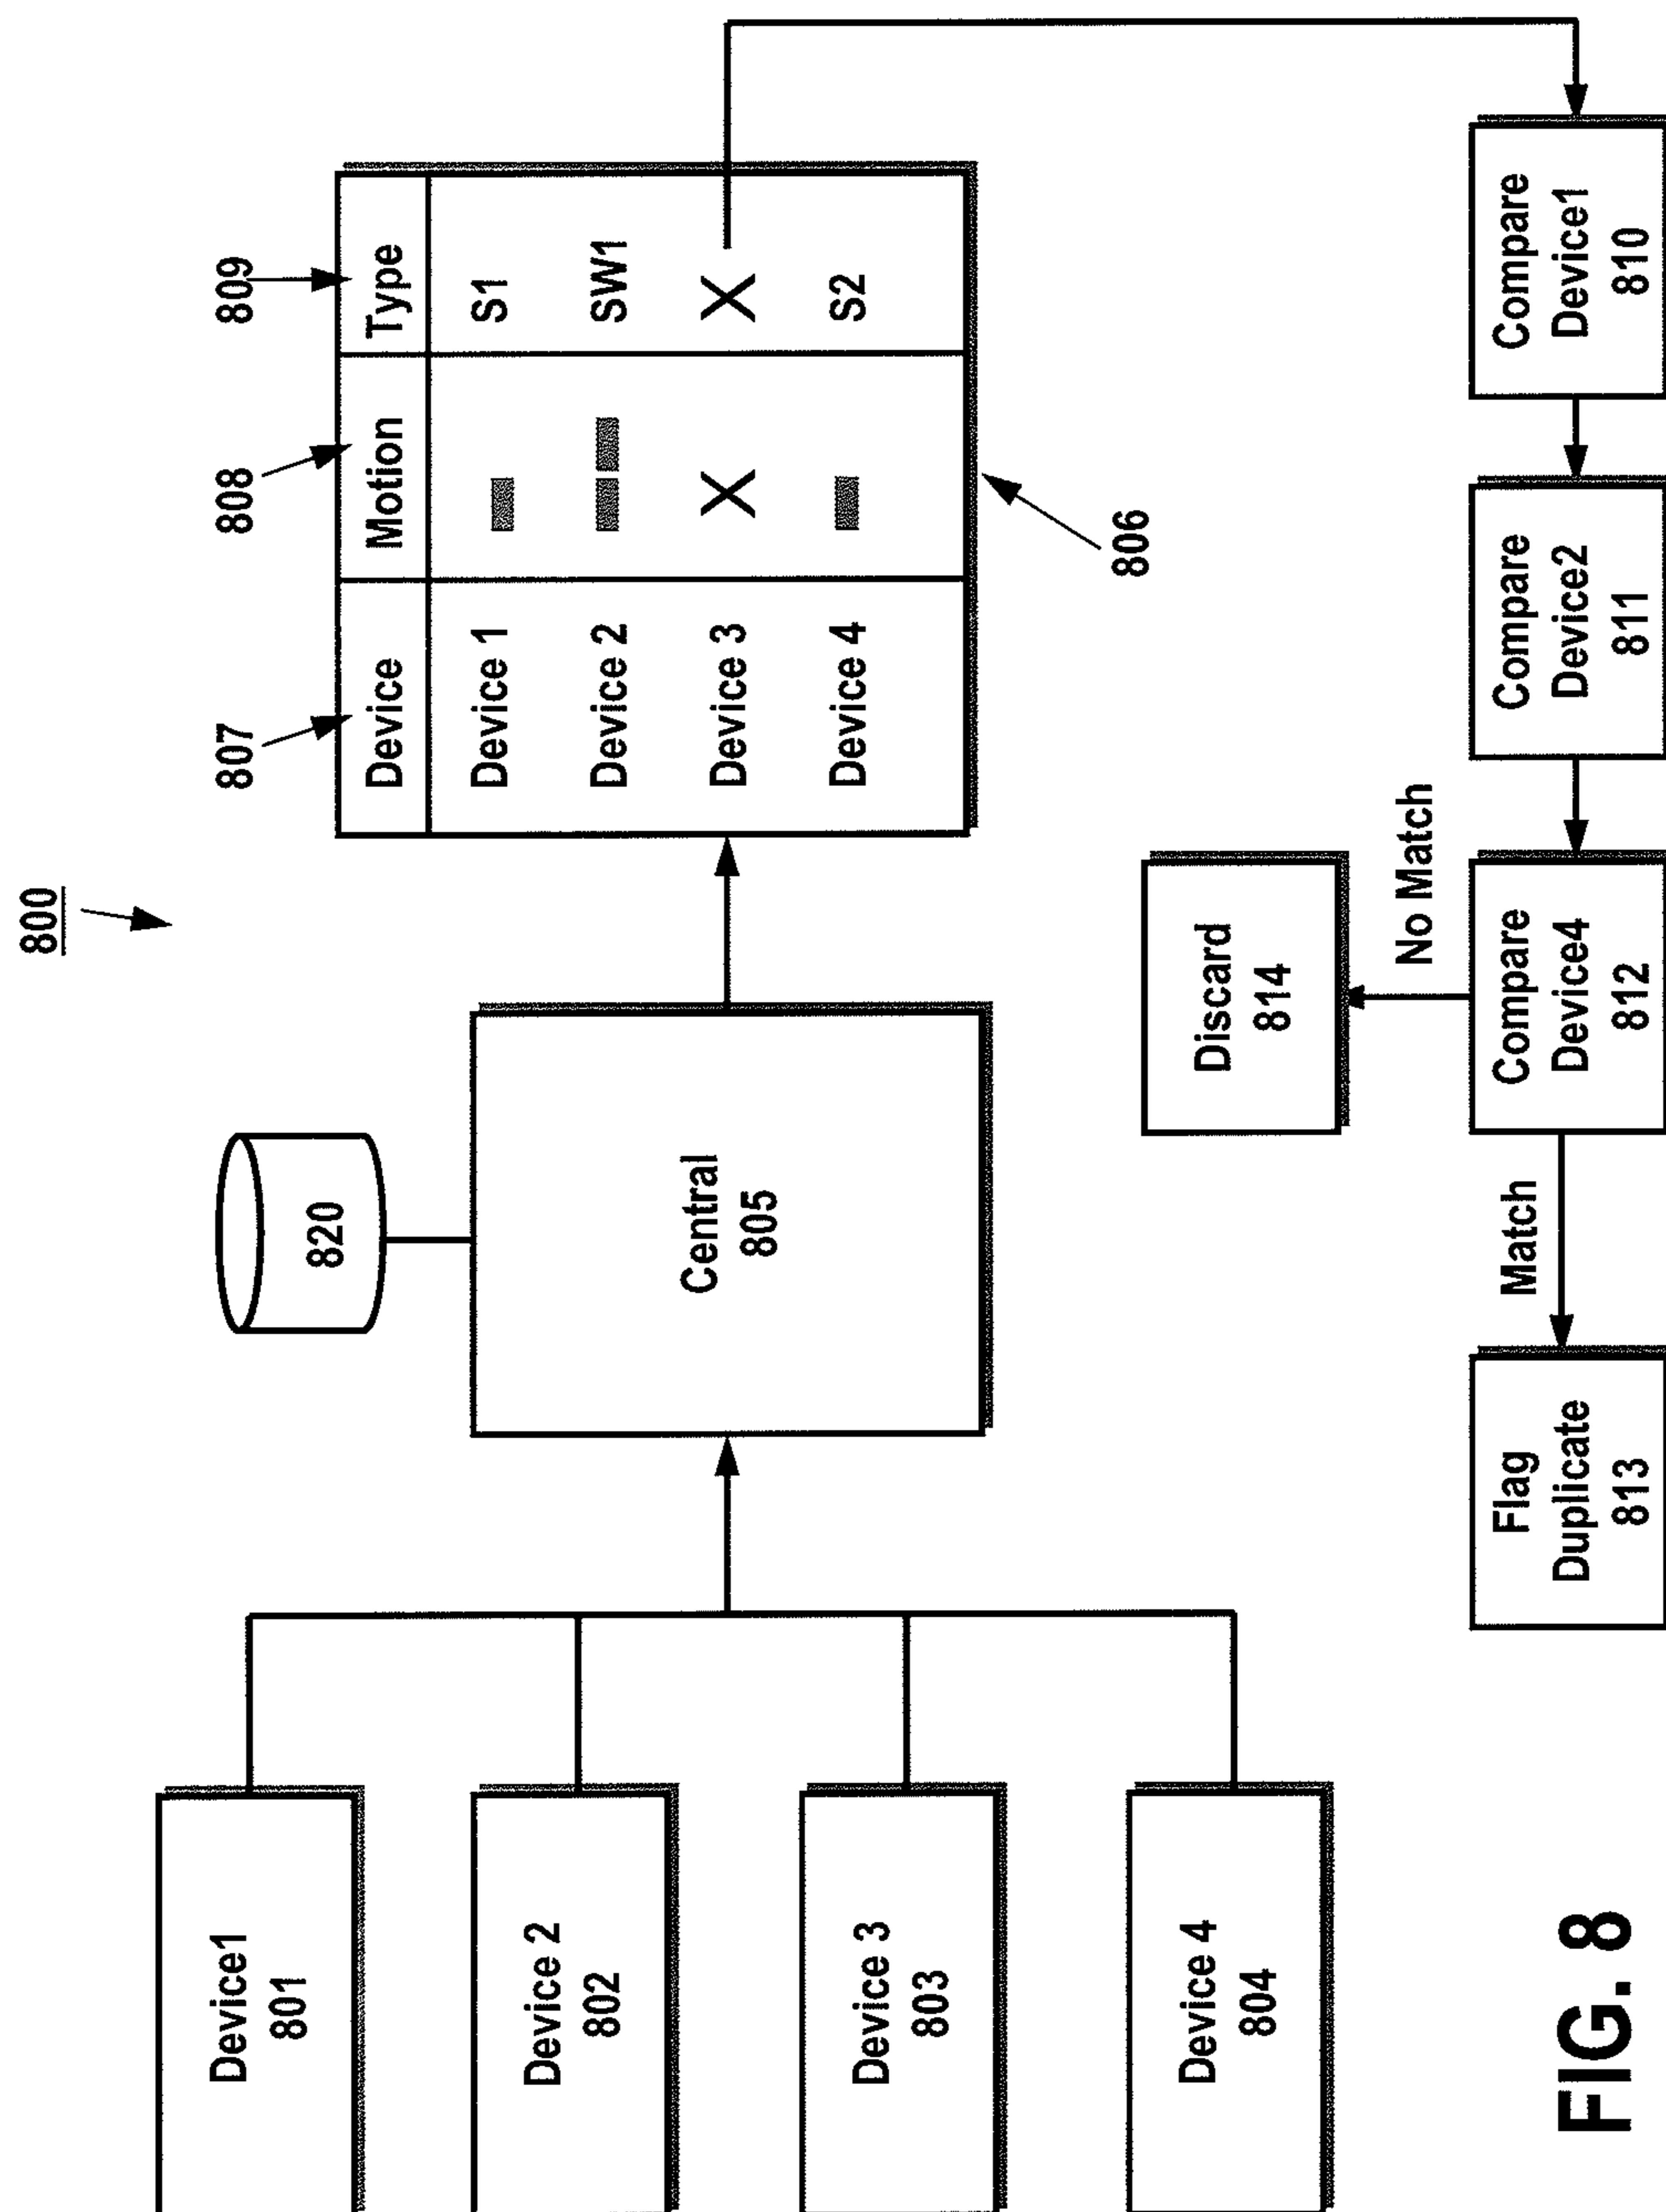 800
Device1
801
Device 2
802
Device 3
803
Device 4
804
820
Central
805
807
808
809
Device Motion Type
Device 1 S1
Device 2 SW1
Device 3 X X
Device 4 S2
806
Compare
Device1
810
Compare
Device2
811
Compare
Device4
812
No Match
Discard
814
Match
Flag
Duplicate
813
FIG. 8